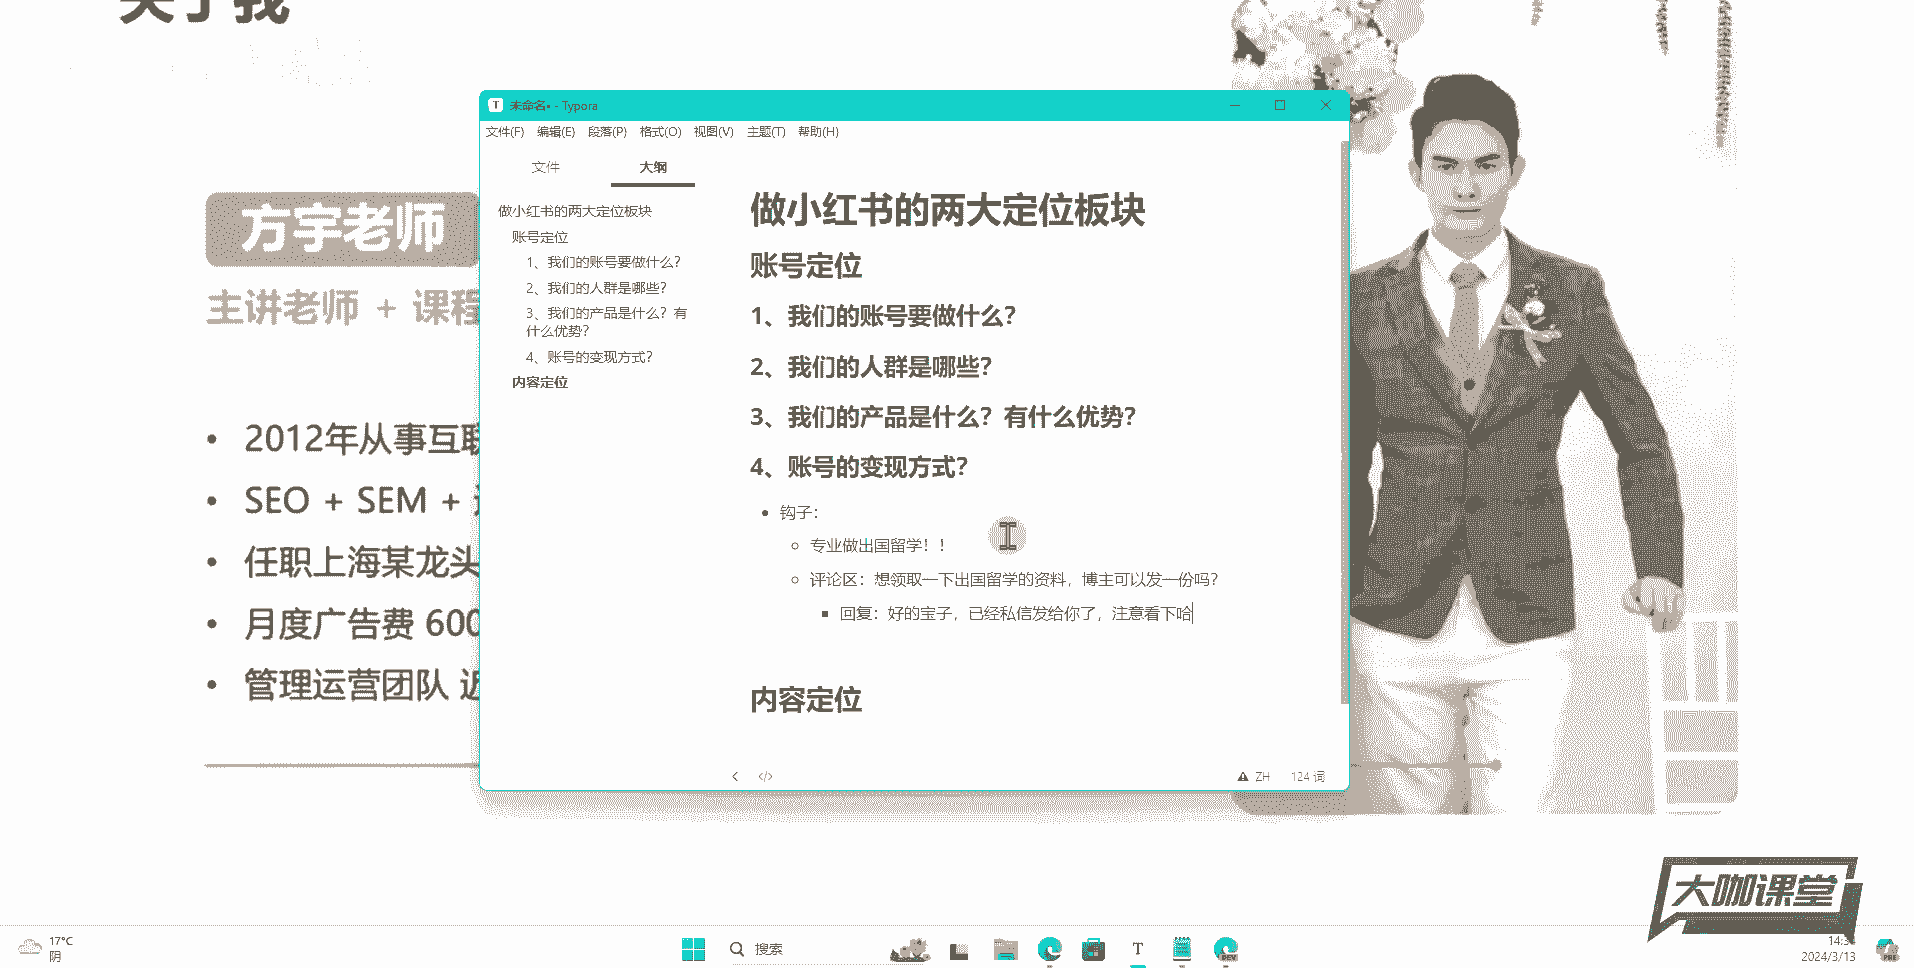 关于我
方宇老师
主讲老师 + 课程
• 2012年从事互联
• SEO + SEM +
• 任职上海某龙头
• 月度广告费 600
• 管理运营团队 近
未命名• - Typora
文件(F) 编辑(E) 段落(P) 格式(O) 视图(V) 主题(T) 帮助(H)
文件 大纲
做小红书的两大定位板块
账号定位
1、我们的账号要做什么？
2、我们的人群是哪些？
3、我们的产品是什么？有
什么优势？
4、账号的变现方式？
内容定位
做小红书的两大定位板块
账号定位
1、我们的账号要做什么？
2、我们的人群是哪些？
3、我们的产品是什么？有什么优势？
4、账号的变现方式？
• 钩子：
专业做出国留学！！
评论区：想领取一下出国留学的资料，博主可以发一份吗？
回复：好的宝子，已经私信发给你了，注意看下哈
内容定位
ZH 124 词
大咖课堂
17°C
阴
搜索
2024/3/13